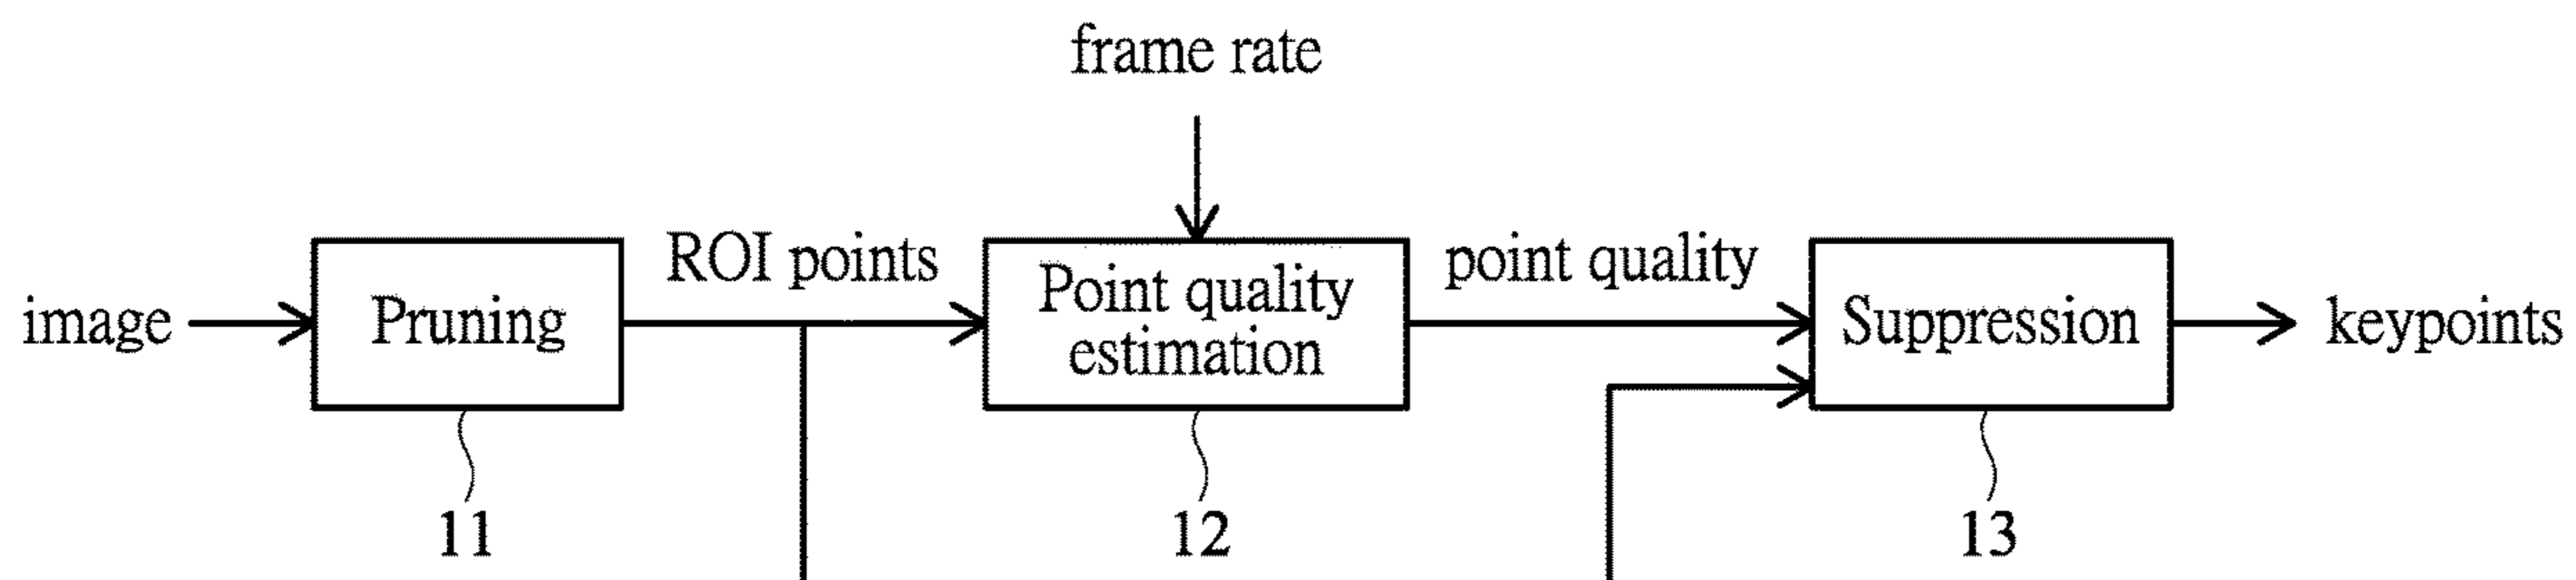 frame rate
image
Pruning
ROI points
Point quality
estimation
point quality
Suppression
keypoints
11
12
13